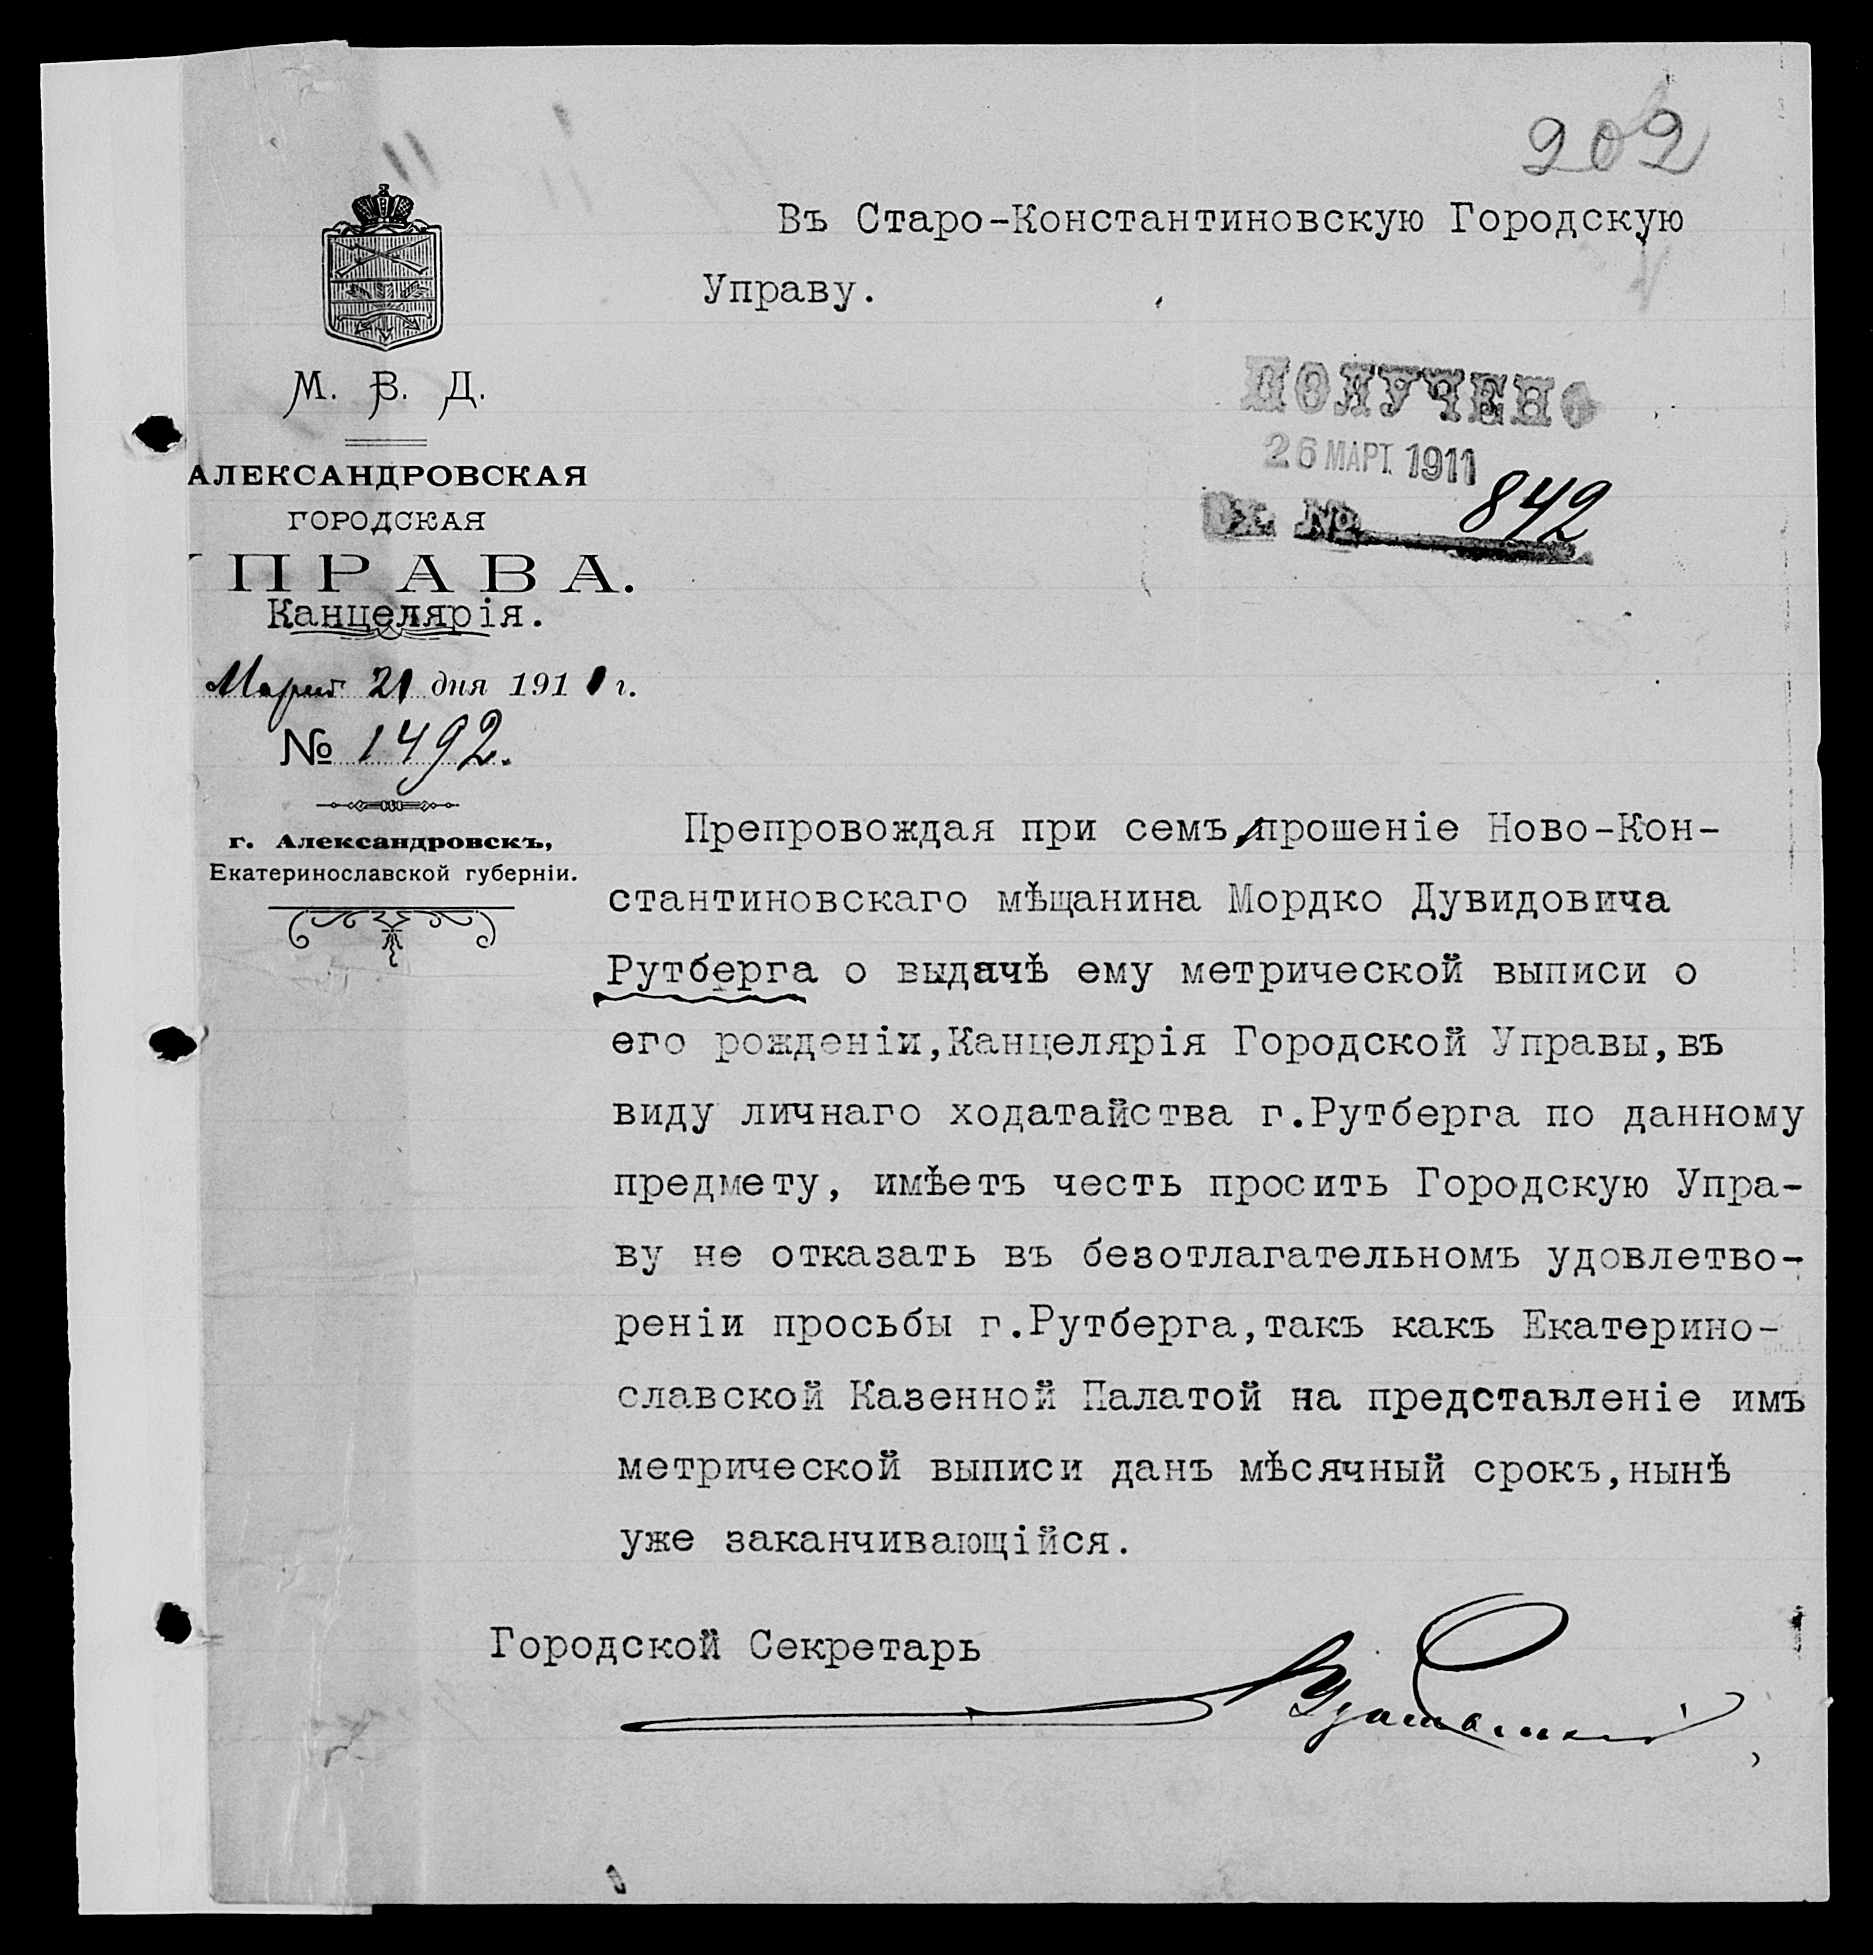 202
Въ Старо-Константиновскую Городскую
Управу.
ПОЛУЧЕНО
26 МАРТ. 1911
Вх. № 842
М. В. Д.
АЛЕКСАНДРОВСКАЯ
ГОРОДСКАЯ
УПРАВА.
Канцелярія.
Марта 21 дня 1911 г.
№ 1492.
г. Александровскъ,
Екатеринославской губерніи.
Препровождая при семъ, прошеніе Ново-Кон-
стантиновскаго мѣщанина Мордко Дувидовича
Рутберга о выдачѣ ему метрической выписи о
его рожденіи,Канцелярія Городской Управы,въ
виду личнаго ходатайства г.Рутберга по данному
предмету, имѣетъ честь просить Городскую Упра-
ву не отказать въ безотлагательномъ удовлетво-
реніи просьбы г.Рутберга,такъ какъ Екатерино-
славской Казенной Палатой на представленіе имъ
метрической выписи данъ мѣсячный срокъ,нынѣ
уже заканчивающійся.
Городской Секретарь